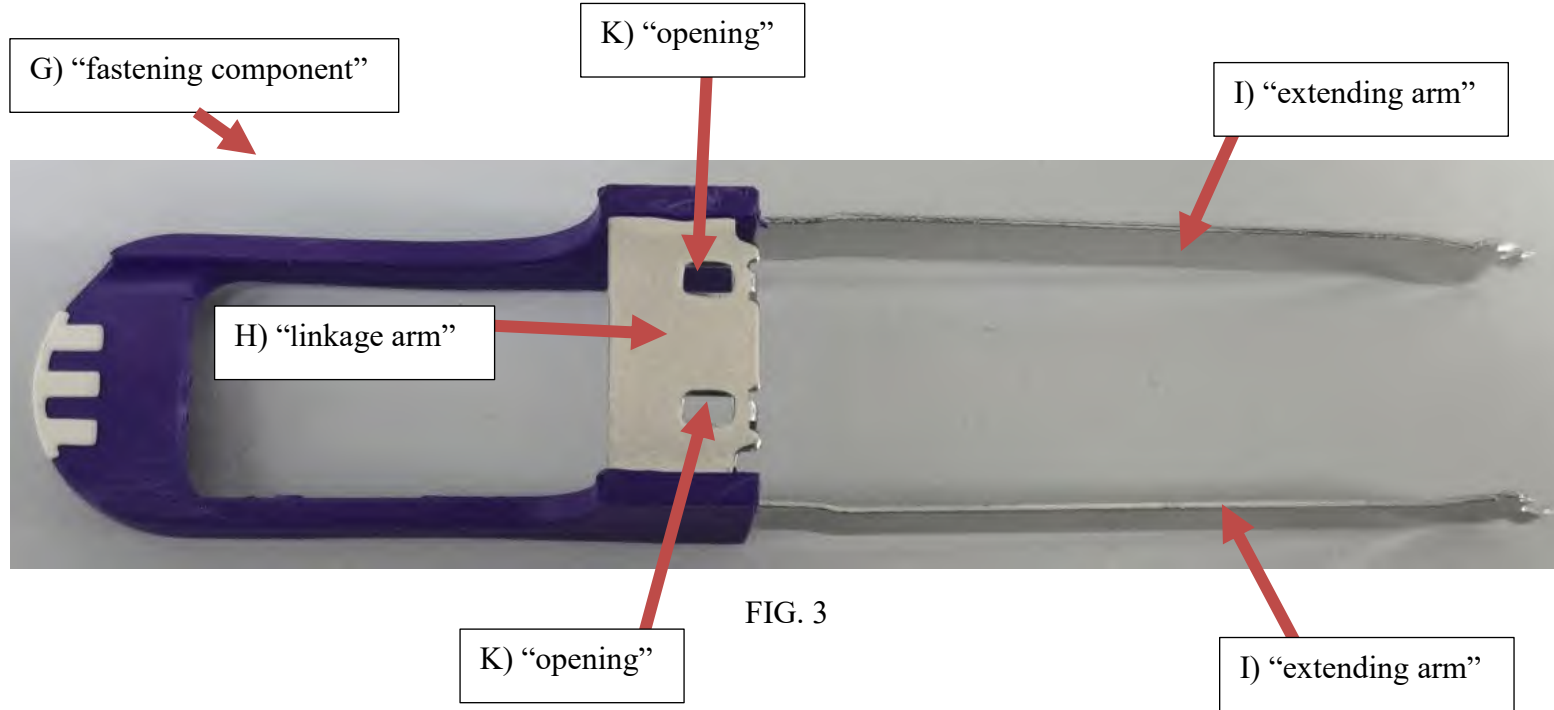 K) “opening”
G) “fastening component”
I) “extending arm”
H) “linkage arm”
FIG. 3
K) “opening”
I) “extending arm”